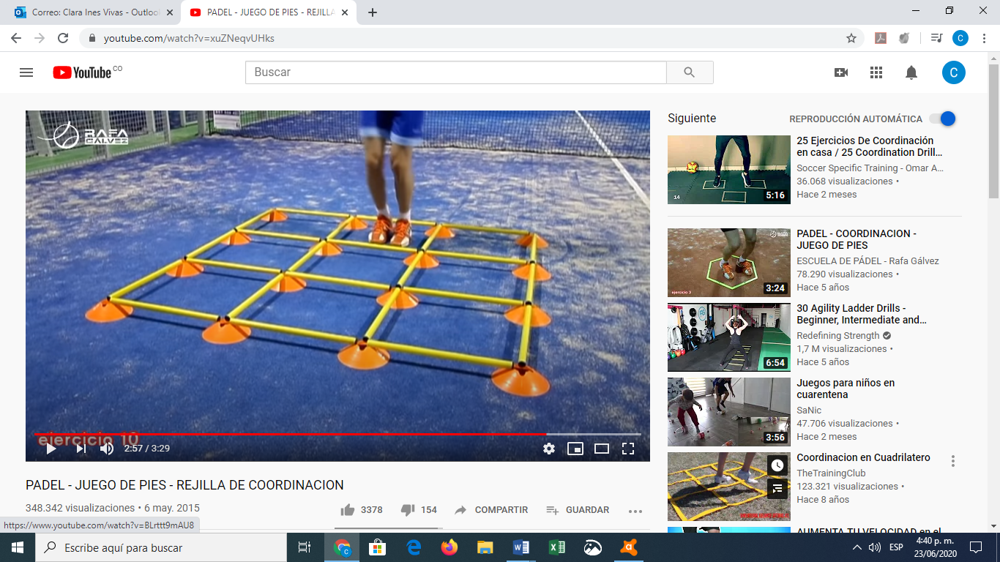 Correo: Clara Ines Vivas - Outloo
PADEL - JUEGO DE PIES - REJILLA
youtube.com/watch?v=xuZNeqvUHks
C
YouTube CO
Buscar
C
RAFA
GALVEZ
ejercicio 10
2:57 / 3:29
PADEL - JUEGO DE PIES - REJILLA DE COORDINACION
348.342 visualizaciones • 6 may. 2015
3378
154
COMPARTIR
GUARDAR
https://www.youtube.com/watch?v=BLrttt9mAU8
Siguiente
REPRODUCCIÓN AUTOMÁTICA
14
5:16
25 Ejercicios De Coordinación
en casa / 25 Coordination Drill…
Soccer Specific Training - Omar A…
36.068 visualizaciones •
Hace 2 meses
ejercicio 3
3:24
PADEL - COORDINACION -
JUEGO DE PIES
ESCUELA DE PÁDEL - Rafa Gálvez
78.290 visualizaciones •
Hace 5 años
6:54
30 Agility Ladder Drills -
Beginner, Intermediate and…
Redefining Strength
1,7 M visualizaciones •
Hace 5 años
3:56
Juegos para niños en
cuarentena
SaNic
47.706 visualizaciones •
Hace 2 meses
Coordinacion en Cuadrilatero
TheTrainingClub
123.321 visualizaciones •
Hace 8 años
AUMENTA TU VELOCIDAD en el
Escribe aquí para buscar
C
ESP
4:40 p. m.
23/06/2020